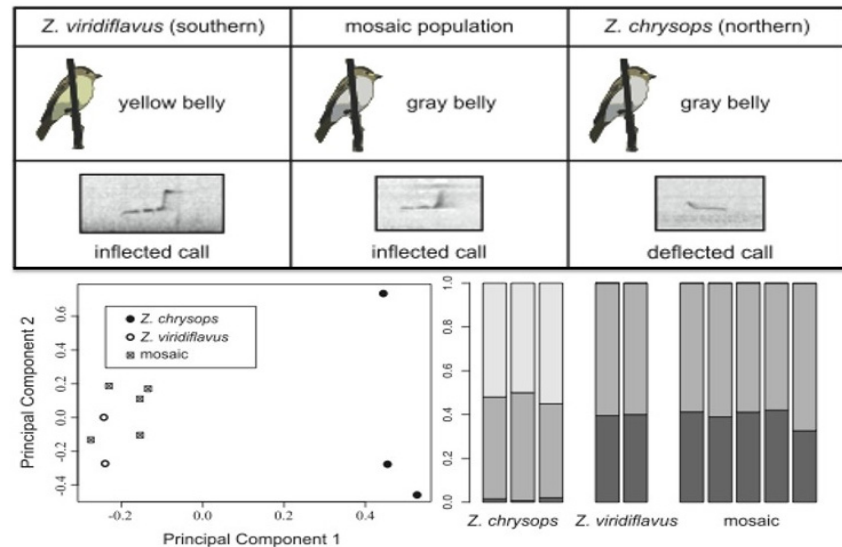 Z. viridiflavus (southern)
mosaic population
Z. chrysops (northern)
yellow belly
gray belly
gray belly
inflected call
inflected call
deflected call
Principal Component 2
0.6
0.4
0.2
0.0
-0.2
-0.4
Z. chrysops
Z. viridiflavus
mosaic
-0.2
0.0
0.2
0.4
Principal Component 1
1.0
0.8
0.6
0.4
0.2
0.0
Z. chrysops
Z. viridiflavus
mosaic